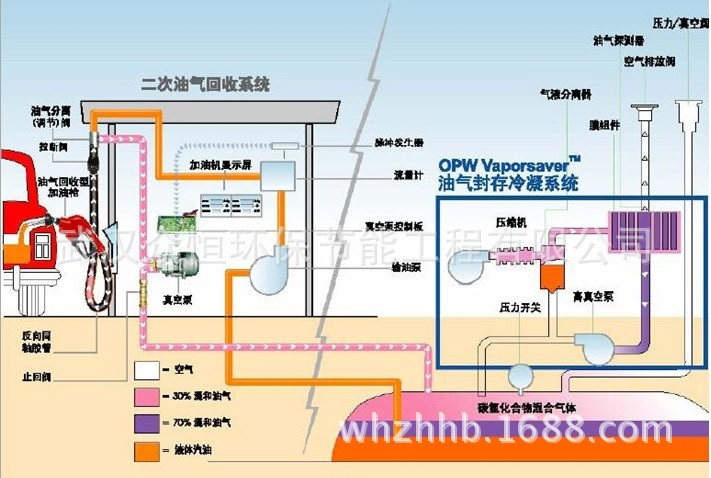 压力/真空阀
油气探测器
空气排放阀
二次油气回收系统
气液分离器
膜组件
油气分离
(调节)阀
拉断阀
脉冲发生器
加油机显示屏
流量计
OPW Vaporsaver™
油气封存冷凝系统
油气回收型
加油枪
真空泵控制板
压缩机
武汉众恒环保节能工程有限公司
输油泵
真空泵
压力开关
高真空泵
反向同
轴胶管
止回阀
= 空气
= 30% 混和油气
= 70% 混和油气
= 液体汽油
碳氢化合物混合气体
whzhhb.1688.com